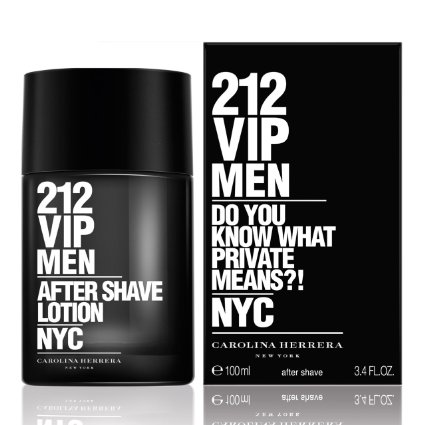 212
VIP
MEN
AFTER SHAVE
LOTION
NYC
CAROLINA HERRERA
NEW YORK
212
VIP
MEN
DO YOU
KNOW WHAT
PRIVATE
MEANS?!
NYC
CAROLINA HERRERA
NEW YORK
℮ 100ml after shave 3.4 FL.OZ.